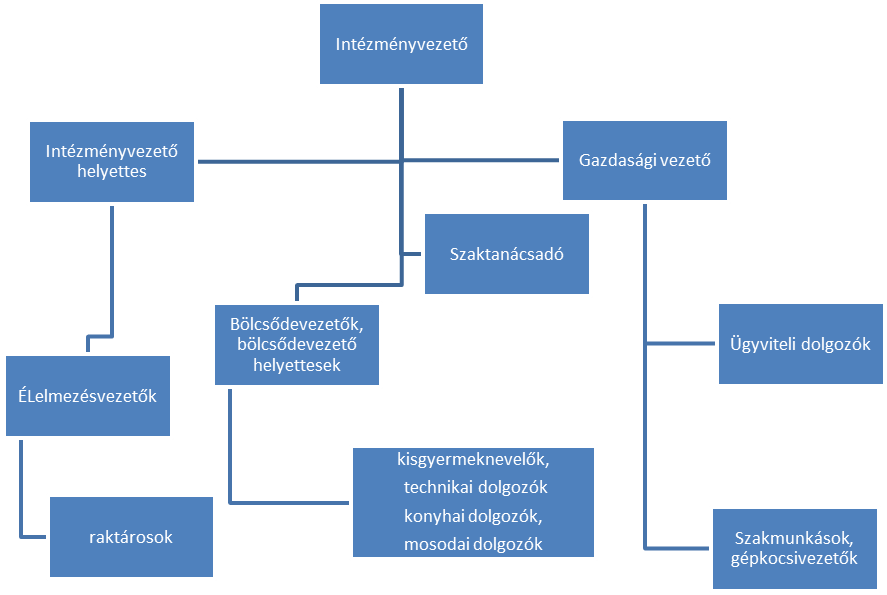 Intézményvezető
Intézményvezető
helyettes
Gazdasági vezető
Szaktanácsadó
Bölcsődevezetők,
bölcsődevezető
helyettesek
Ügyviteli dolgozók
ÉLelmezésvezetők
kisgyermeknevelők,
technikai dolgozók
konyhai dolgozók,
mosodai dolgozók
raktárosok
Szakmunkások,
gépkocsivezetők